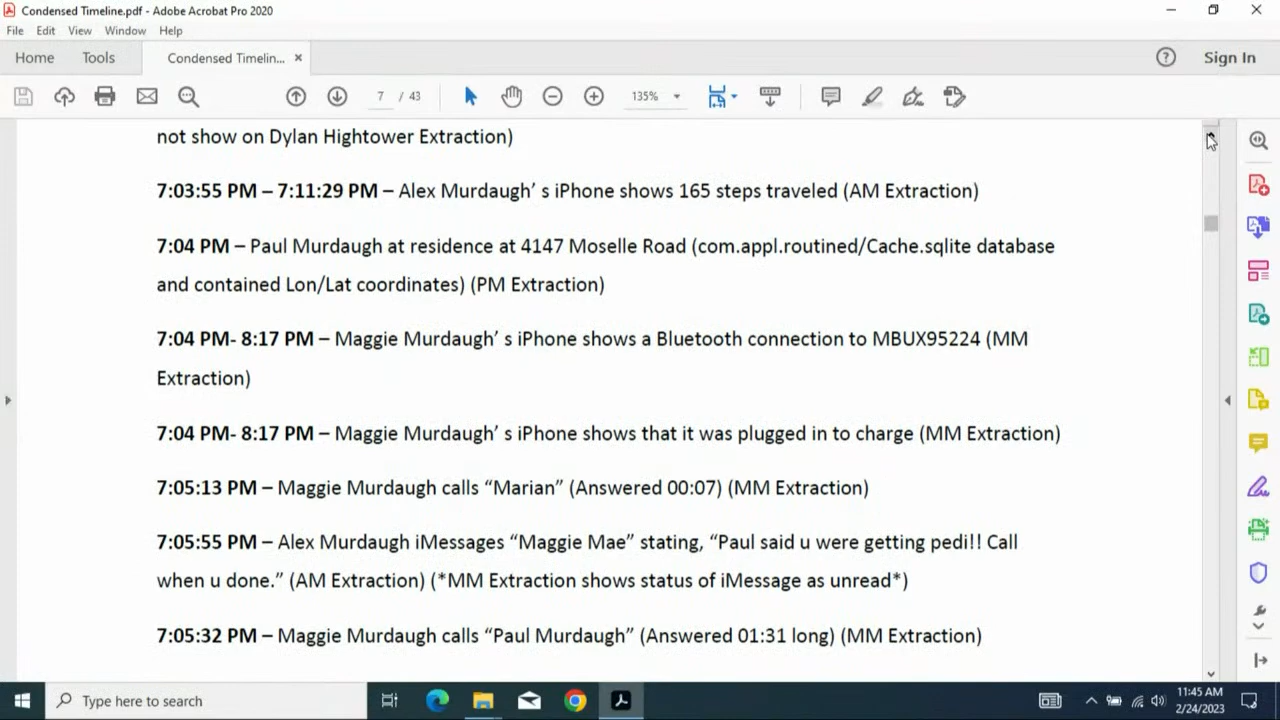 Condensed Timeline.pdf - Adobe Acrobat Pro 2020
File Edit View Window Help
Home Tools Condensed Timelin... × Sign In
7 / 43 135%
not show on Dylan Hightower Extraction)
7:03:55 PM – 7:11:29 PM – Alex Murdaugh’ s iPhone shows 165 steps traveled (AM Extraction)
7:04 PM – Paul Murdaugh at residence at 4147 Moselle Road (com.appl.routined/Cache.sqlite database
and contained Lon/Lat coordinates) (PM Extraction)
7:04 PM- 8:17 PM – Maggie Murdaugh’ s iPhone shows a Bluetooth connection to MBUX95224 (MM
Extraction)
7:04 PM- 8:17 PM – Maggie Murdaugh’ s iPhone shows that it was plugged in to charge (MM Extraction)
7:05:13 PM – Maggie Murdaugh calls “Marian” (Answered 00:07) (MM Extraction)
7:05:55 PM – Alex Murdaugh iMessages “Maggie Mae” stating, “Paul said u were getting pedi!! Call
when u done.” (AM Extraction) (*MM Extraction shows status of iMessage as unread*)
7:05:32 PM – Maggie Murdaugh calls “Paul Murdaugh” (Answered 01:31 long) (MM Extraction)
Type here to search
11:45 AM
2/24/2023